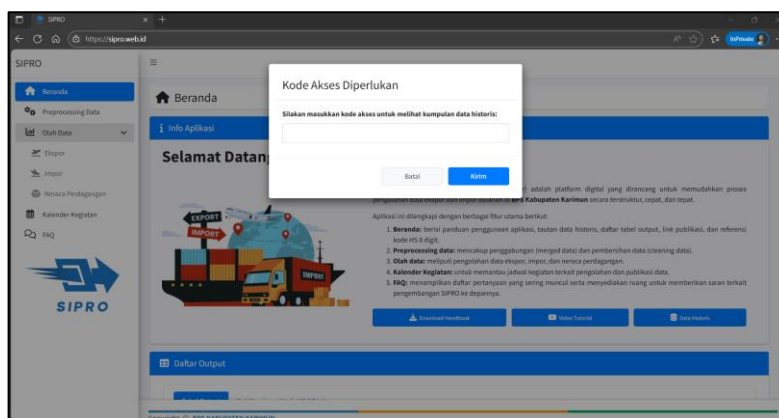 SIPRO
https://sipro.web.id
InPrivate
SIPRO
Beranda
Preprocessing Data
Olah Data
Ekspor
Impor
Neraca Perdagangan
Kalender Kegiatan
FAQ
SIPRO
Beranda
Info Aplikasi
Selamat Datan
Kode Akses Diperlukan
Silakan masukkan kode akses untuk melihat kumpulan data historis:
Batal
Kirim
EXPORT
IMPORT
IMPORT
adalah platform digital yang dirancang untuk memudahkan proses
BPS Kabupaten Karimun secara terstruktur, cepat, dan tepat.
Aplikasi ini dilengkapi dengan berbagai fitur utama berikut:
1. Beranda: berisi panduan penggunaan aplikasi, tautan data historis, daftar tabel output, link publikasi, dan referensi
kode HS 8 digit.
2. Preprocessing data: mencakup penggabungan (merged data) dan pembersihan data (cleaning data).
3. Olah data: meliputi pengolahan data ekspor, impor, dan neraca perdagangan.
4. Kalender Kegiatan: untuk memantau jadwal kegiatan terkait pengolahan dan publikasi data.
5. FAQ: menampilkan daftar pertanyaan yang sering muncul serta menyediakan ruang untuk memberikan saran terkait
pengembangan SIPRO ke depannya.
Download Handbook
Video Tutorial
Data Historis
Daftar Output